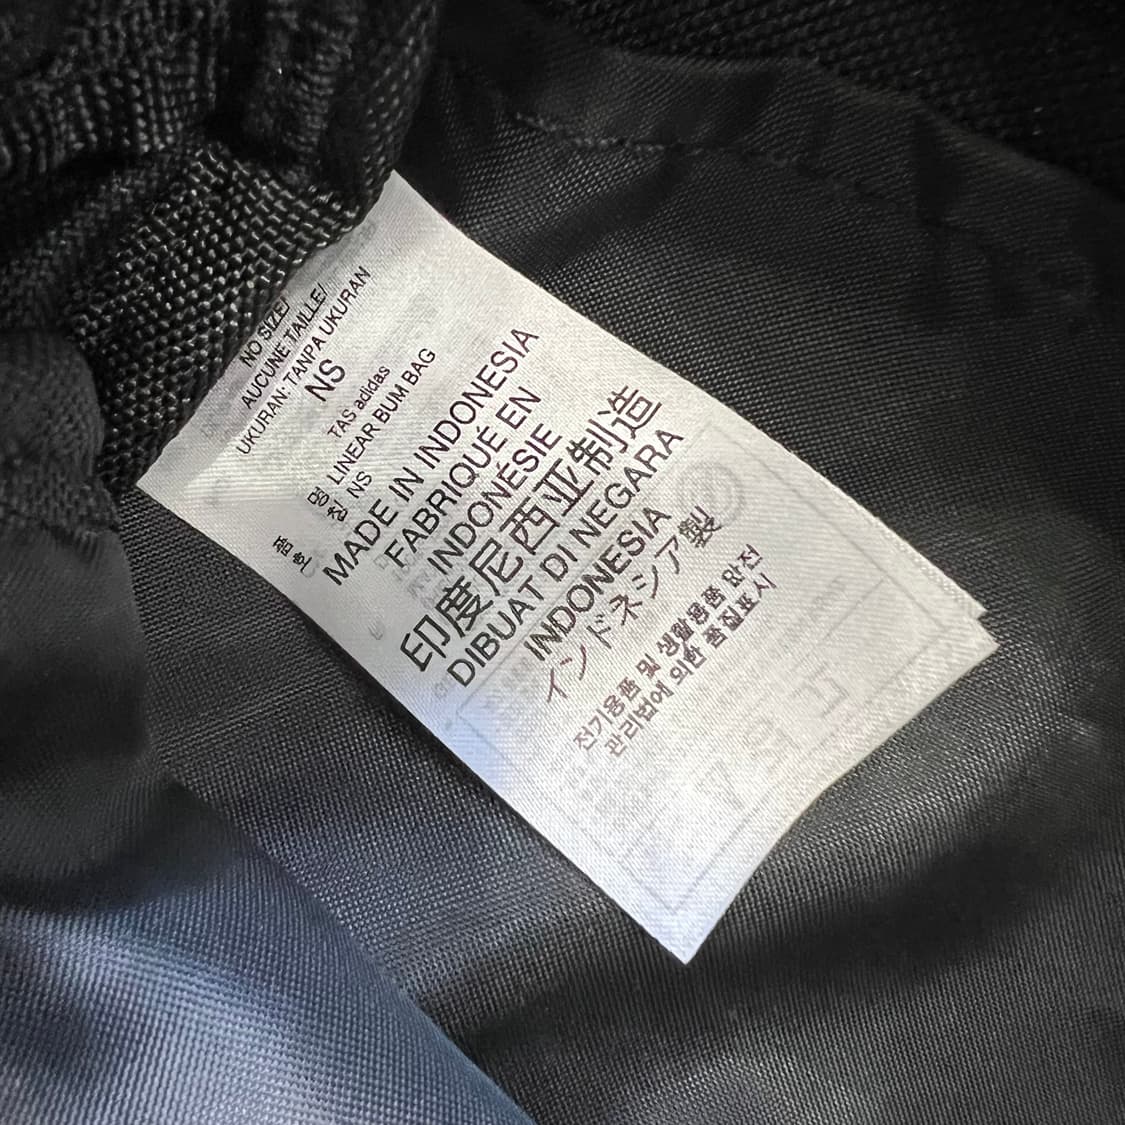 NO SIZE/
AUCUNE TAILLE/
UKURAN: TANPA UKURAN
NS
TAS adidas
품명 LINEAR BUM BAG
호칭 NS
MADE IN INDONESIA
FABRIQUÉ EN
INDONÉSIE
印度尼西亚制造
DIBUAT DI NEGARA
INDONESIA
インドネシア製
전기용품 및 생활용품 안전
관리법에 의한 품질표시